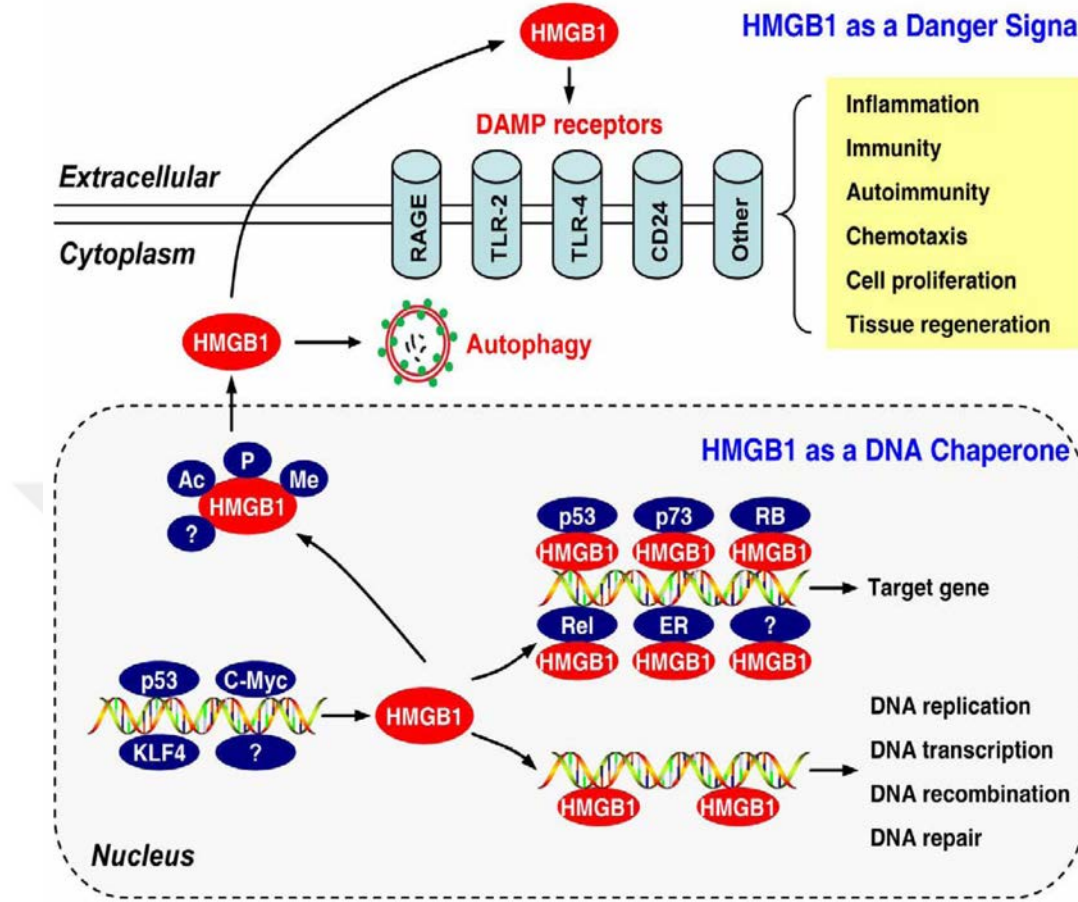 HMGB1 as a Danger Signa
HMGB1
DAMP receptors
Extracellular
Cytoplasm
RAGE
TLR-2
TLR-4
CD24
Other
Inflammation
Immunity
Autoimmunity
Chemotaxis
Cell proliferation
Tissue regeneration
HMGB1
Autophagy
HMGB1 as a DNA Chaperone
Ac
P
Me
?
HMGB1
p53
p73
RB
HMGB1
HMGB1
HMGB1
Target gene
Rel
ER
?
HMGB1
HMGB1
HMGB1
p53
C-Myc
KLF4
?
HMGB1
HMGB1
HMGB1
DNA replication
DNA transcription
DNA recombination
DNA repair
Nucleus